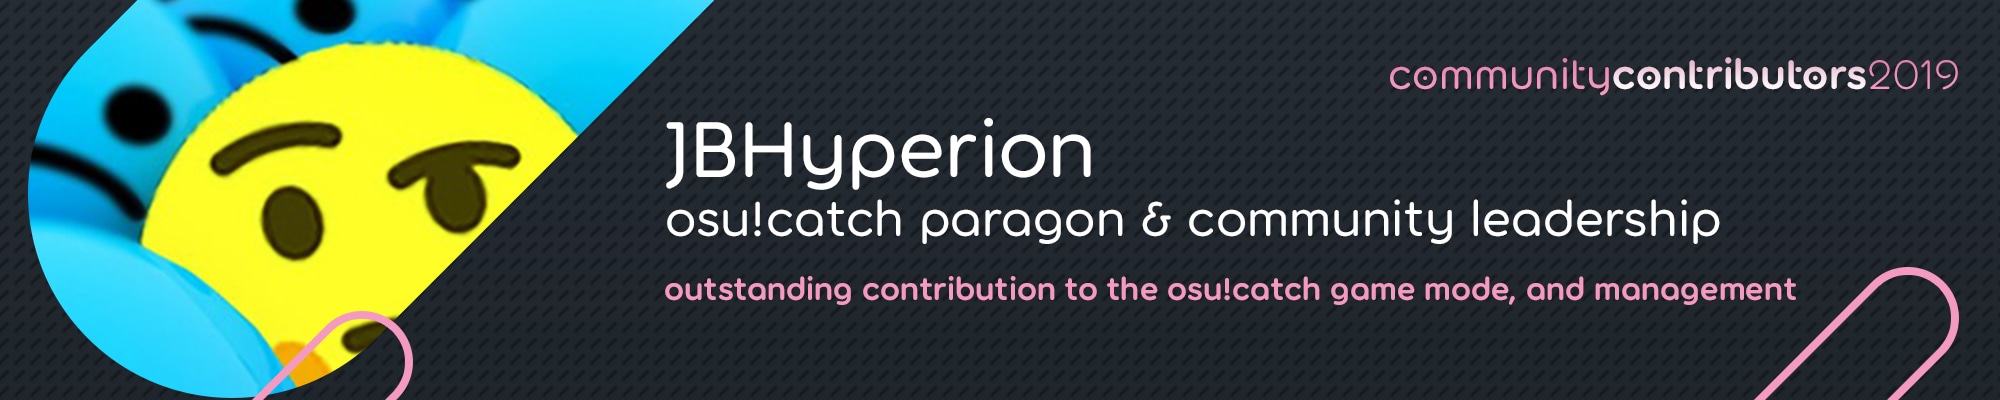 communitycontributors2019
JBHyperion
osu!catch paragon & community leadership
outstanding contribution to the osu!catch game mode, and management